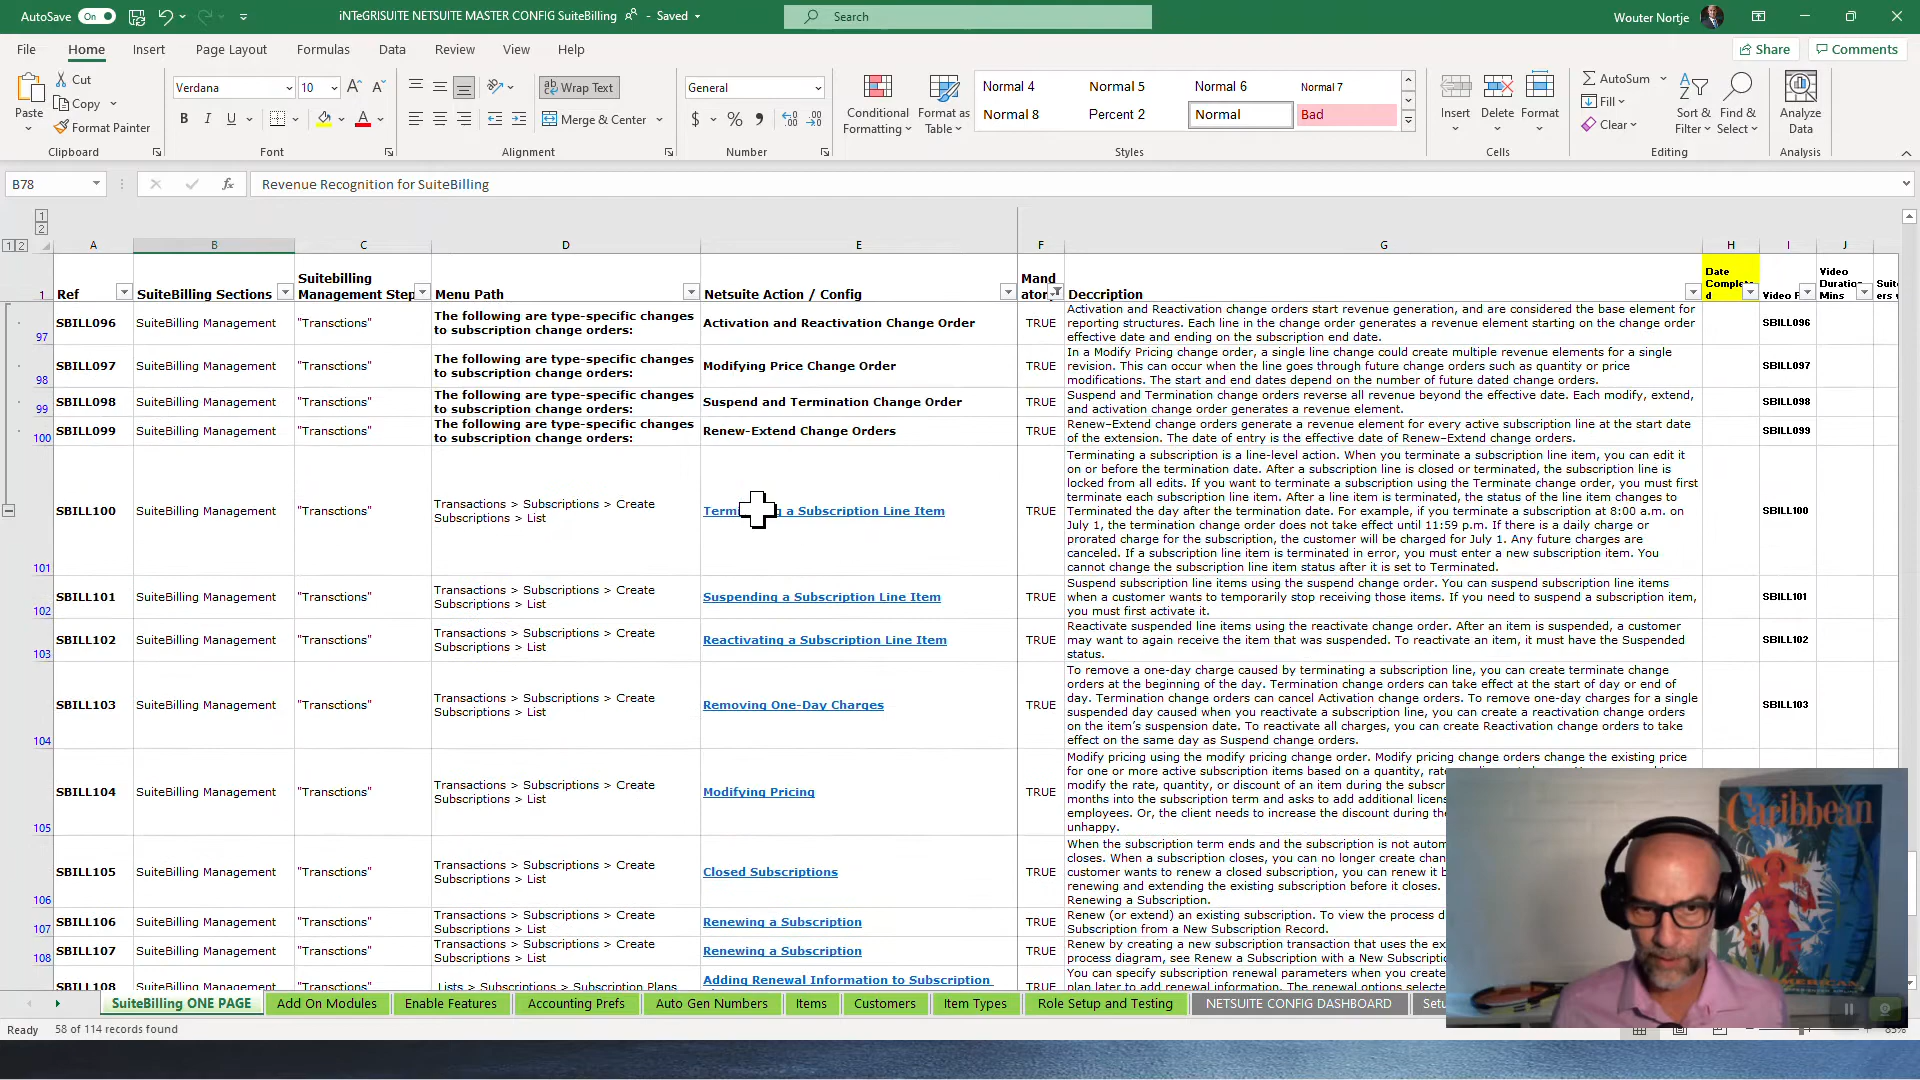 AutoSave On iNTeGRISUITE NETSUITE MASTER CONFIG SuiteBilling - Saved Search Wouter Nortje
File Home Insert Page Layout Formulas Data Review View Help Share Comments
Paste Cut Copy Format Painter Clipboard
Verdana 10 B I U A Font
Wrap Text Merge & Center Alignment
General $ % 9 Number
Conditional Formatting Format as Table
Normal 4 Normal 5 Normal 6 Normal 7
Normal 8 Percent 2 Normal Bad
Styles
Insert Delete Format Cells
AutoSum Fill Clear Sort & Filter Find & Select Editing
Analyze Data Analysis
B78 fx Revenue Recognition for SuiteBilling
1
2
1 2 A B C D E F G H I J
1 Ref SuiteBilling Sections Suitebilling Management Step Menu Path Netsuite Action / Config Mand ator Deccription Date Complete d Video Video Duratio Mins Suit ers
97 SBILL096 SuiteBilling Management "Transctions" The following are type-specific changes to subscription change orders: Activation and Reactivation Change Order TRUE Activation and Reactivation change orders start revenue generation, and are considered the base element for
reporting structures. Each line in the change order generates a revenue element starting on the change order
effective date and ending on the subscription end date. SBILL096
98 SBILL097 SuiteBilling Management "Transctions" The following are type-specific changes to subscription change orders: Modifying Price Change Order TRUE In a Modify Pricing change order, a single line change could create multiple revenue elements for a single
revision. This can occur when the line goes through future change orders such as quantity or price
modifications. The start and end dates depend on the number of future dated change orders. SBILL097
99 SBILL098 SuiteBilling Management "Transctions" The following are type-specific changes to subscription change orders: Suspend and Termination Change Order TRUE Suspend and Termination change orders reverse all revenue beyond the effective date. Each modify, extend,
and activation change order generates a revenue element. SBILL098
100 SBILL099 SuiteBilling Management "Transctions" The following are type-specific changes to subscription change orders: Renew-Extend Change Orders TRUE Renew–Extend change orders generate a revenue element for every active subscription line at the start date
of the extension. The date of entry is the effective date of Renew–Extend change orders. SBILL099
101 SBILL100 SuiteBilling Management "Transctions" Transactions > Subscriptions > Create Subscriptions > List Term a Subscription Line Item TRUE Terminating a subscription is a line-level action. When you terminate a subscription line item, you can edit it
on or before the termination date. After a subscription line is closed or terminated, the subscription line is
locked from all edits. If you want to terminate a subscription using the Terminate change order, you must first
terminate each subscription line item. After a line item is terminated, the status of the line item changes to
Terminated the day after the termination date. For example, if you terminate a subscription at 8:00 a.m. on
July 1, the termination change order does not take effect until 11:59 p.m. If there is a daily charge or
prorated charge for the subscription, the customer will be charged for July 1. Any future charges are
canceled. If a subscription line item is terminated in error, you must enter a new subscription item. You
cannot change the subscription line item status after it is set to Terminated. SBILL100
102 SBILL101 SuiteBilling Management "Transctions" Transactions > Subscriptions > Create Subscriptions > List Suspending a Subscription Line Item TRUE Suspend subscription line items using the suspend change order. You can suspend subscription line items
when a customer wants to temporarily stop receiving those items. If you need to suspend a subscription item,
you must first activate it. SBILL101
103 SBILL102 SuiteBilling Management "Transctions" Transactions > Subscriptions > Create Subscriptions > List Reactivating a Subscription Line Item TRUE Reactivate suspended line items using the reactivate change order. After an item is suspended, a customer
may want to again receive the item that was suspended. To reactivate an item, it must have the Suspended
status. SBILL102
104 SBILL103 SuiteBilling Management "Transctions" Transactions > Subscriptions > Create Subscriptions > List Removing One-Day Charges TRUE To remove a one-day charge caused by terminating a subscription line, you can create terminate change
orders at the beginning of the day. Termination change orders can take effect at the start of day or end of
day. Termination change orders can cancel Activation change orders. To remove one-day charges for a single
suspended day caused when you reactivate a subscription line, you can create a reactivation change orders
on the item's suspension date. To reactivate all charges, you can create Reactivation change orders to take
effect on the same day as Suspend change orders. SBILL103
105 SBILL104 SuiteBilling Management "Transctions" Transactions > Subscriptions > Create Subscriptions > List Modifying Pricing TRUE Modify pricing using the modify pricing change order. Modify pricing change orders change the existing price
for one or more active subscription items based on a quantity, rate
modify the rate, quantity, or discount of an item during the subscr
months into the subscription term and asks to add additional licens
employees. Or, the client needs to increase the discount during the
unhappy.
106 SBILL105 SuiteBilling Management "Transctions" Transactions > Subscriptions > Create Subscriptions > List Closed Subscriptions TRUE When the subscription term ends and the subscription is not autom
closes. When a subscription closes, you can no longer create chan
customer wants to renew a closed subscription, you can renew it b
renewing and extending the existing subscription before it closes.
Renewing a Subscription.
107 SBILL106 SuiteBilling Management "Transctions" Transactions > Subscriptions > Create Subscriptions > List Renewing a Subscription TRUE Renew (or extend) an existing subscription. To view the process d
Subscription from a New Subscription Record.
108 SBILL107 SuiteBilling Management "Transctions" Transactions > Subscriptions > Create Subscriptions > List Renewing a Subscription TRUE Renew by creating a new subscription transaction that uses the ex
process diagram, see Renew a Subscription with a New Subscriptio
SBILL108 SuiteBilling Management "Transctions" Lists > Subscriptions > Subscription Plans Adding Renewal Information to Subscription TRUE You can specify subscription renewal parameters when you create
plan later to add renewal information. The renewal options selecte
Caribbean
SuiteBilling ONE PAGE Add On Modules Enable Features Accounting Prefs Auto Gen Numbers Items Customers Item Types Role Setup and Testing NETSUITE CONFIG DASHBOARD Setu
Ready 58 of 114 records found 85%